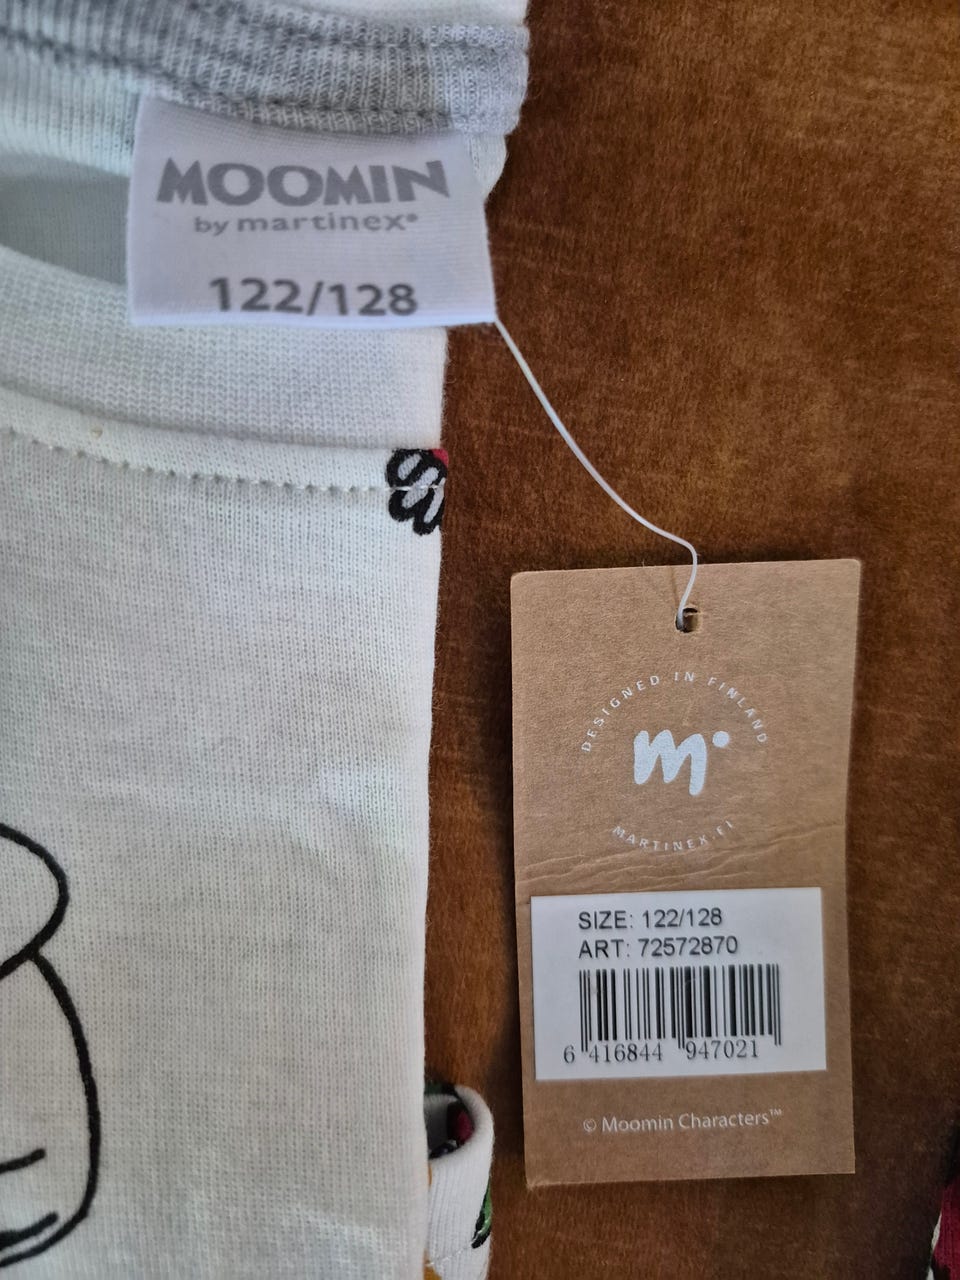 MOOMIN
by martinex®
122/128
DESIGNED IN FINLAND
m
MARTINEX.FI
SIZE: 122/128
ART: 72572870
6 416844 947021
© Moomin Characters™